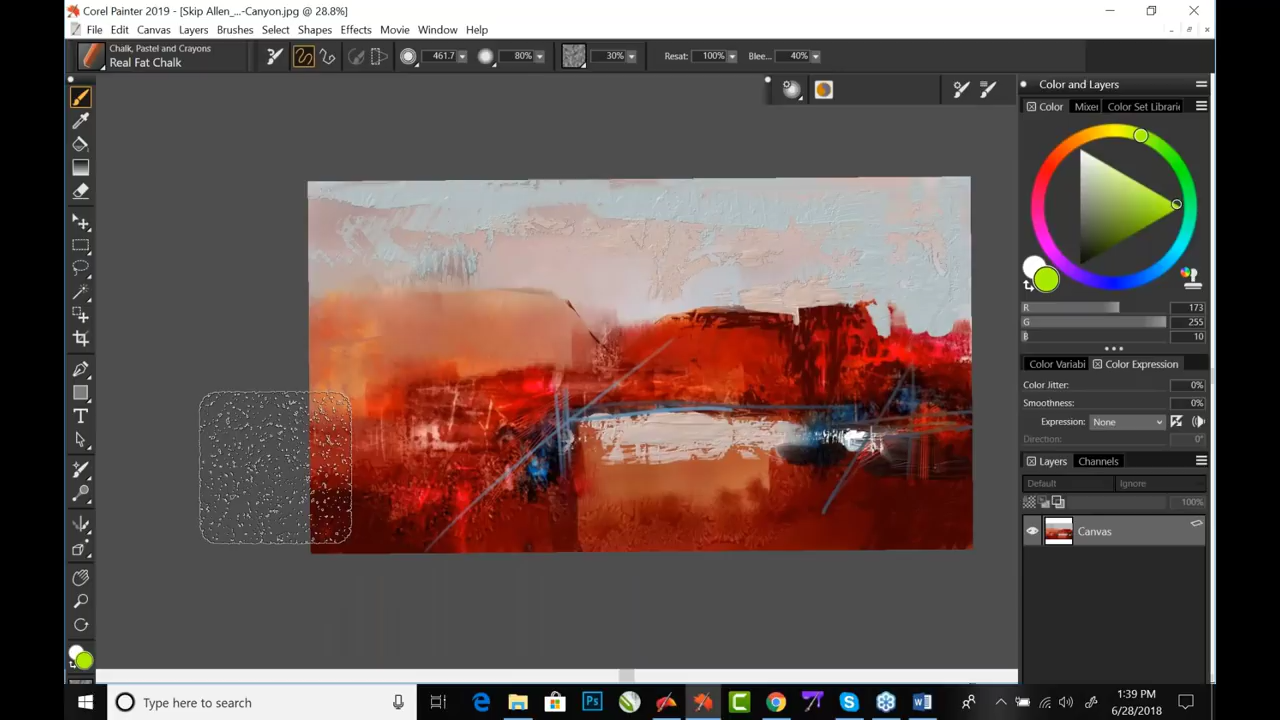 Corel Painter 2019 - [Skip Allen_...-Canyon.jpg @ 28.8%]
File Edit Canvas Layers Brushes Select Shapes Effects Movie Window Help
Chalk, Pastel and Crayons
Real Fat Chalk
461.7 80% 30% Resat: 100% Blee... 40%
Color and Layers
Color Mixer Color Set Librarie
R 173
G 255
B 10
Color Variabi Color Expression
Color Jitter: 0%
Smoothness: 0%
Expression: None
Direction: 0°
Layers Channels
Default Ignore
100%
Canvas
Type here to search
Ps
1:39 PM
6/28/2018